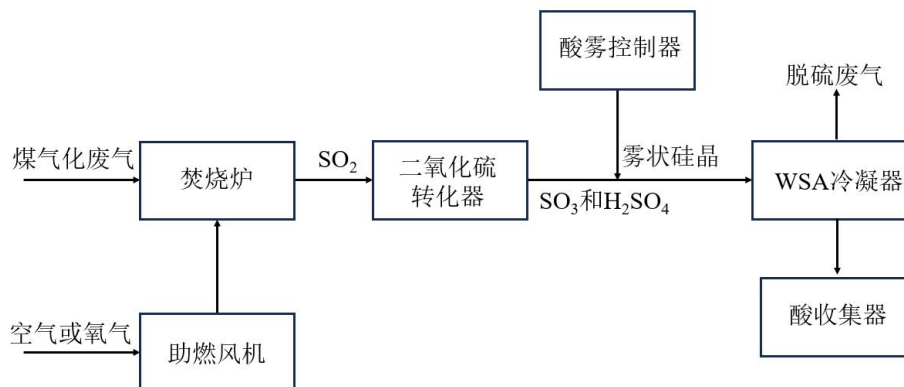 酸雾控制器
脱硫废气
煤气化废气
焚烧炉
SO₂
二氧化硫
转化器
雾状硅晶
SO₃和H₂SO₄
WSA冷凝器
空气或氧气
助燃风机
酸收集器